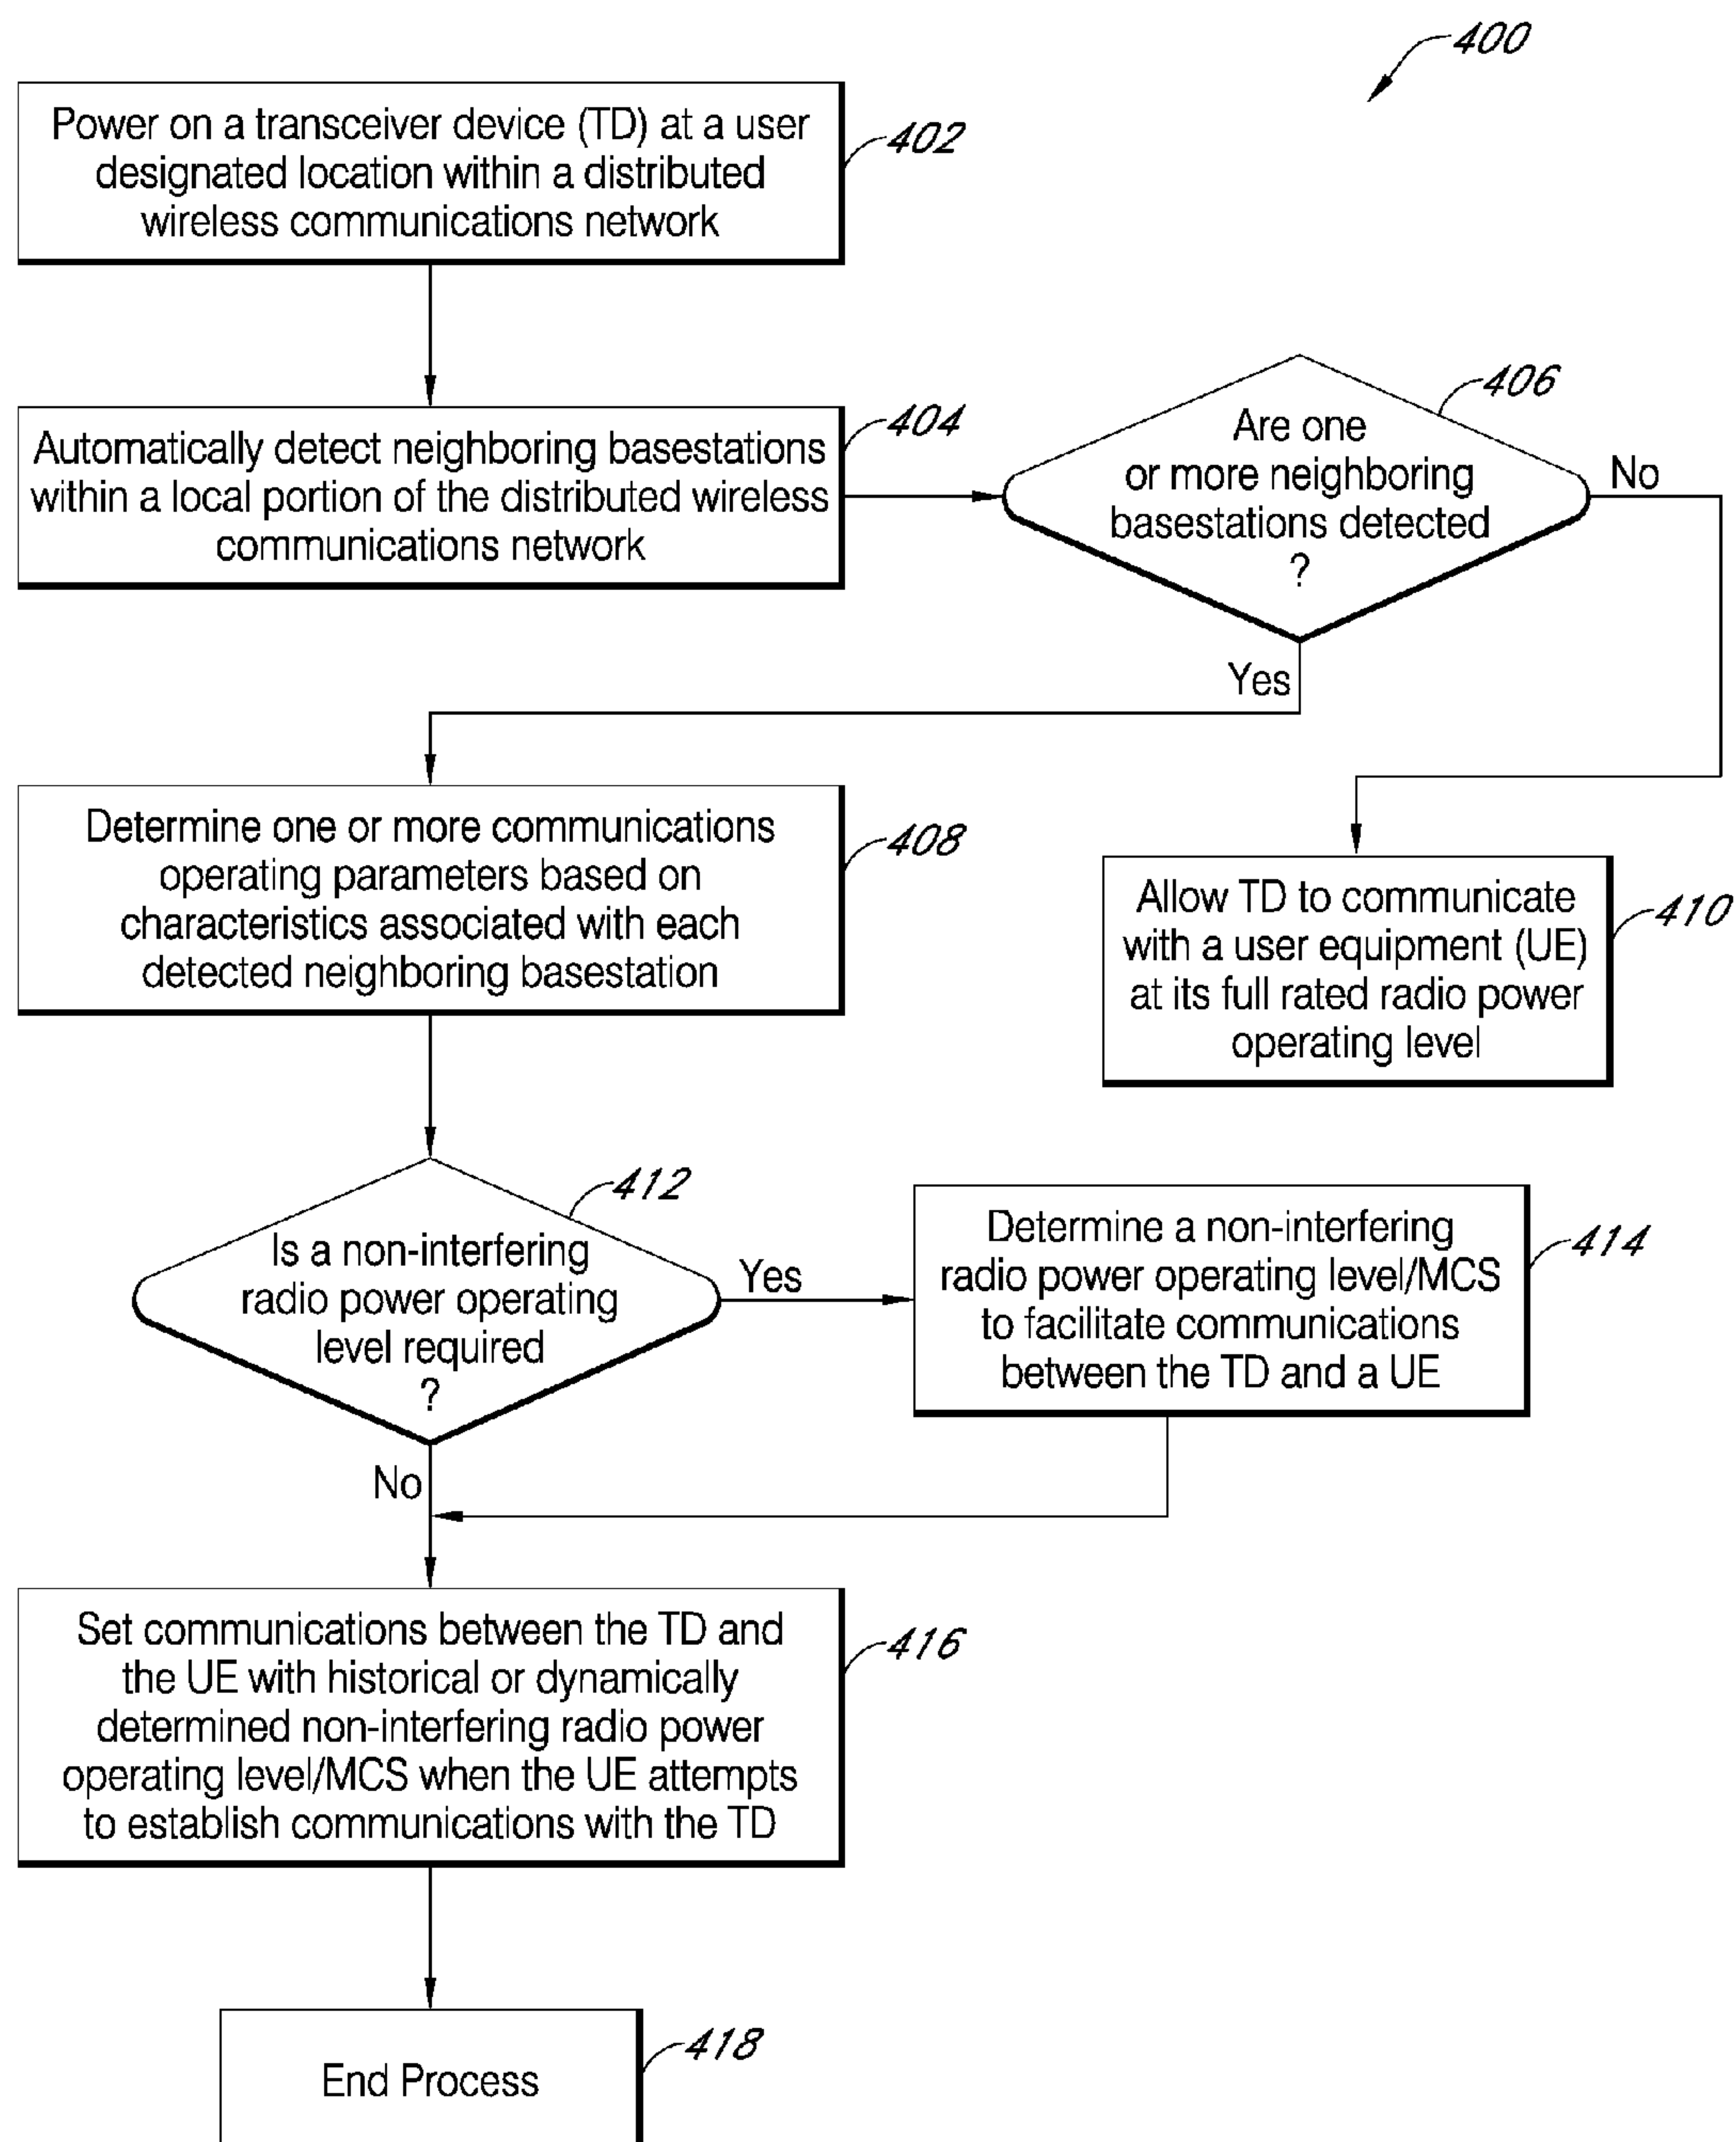 400
Power on a transceiver device (TD) at a user
designated location within a distributed
wireless communications network
402
Automatically detect neighboring basestations
within a local portion of the distributed wireless
communications network
404
Are one
or more neighboring
basestations detected
?
406
No
Yes
Determine one or more communications
operating parameters based on
characteristics associated with each
detected neighboring basestation
408
Allow TD to communicate
with a user equipment (UE)
at its full rated radio power
operating level
410
Is a non-interfering
radio power operating
level required
?
412
Yes
Determine a non-interfering
radio power operating level/MCS
to facilitate communications
between the TD and a UE
414
No
Set communications between the TD and
the UE with historical or dynamically
determined non-interfering radio power
operating level/MCS when the UE attempts
to establish communications with the TD
416
End Process
418